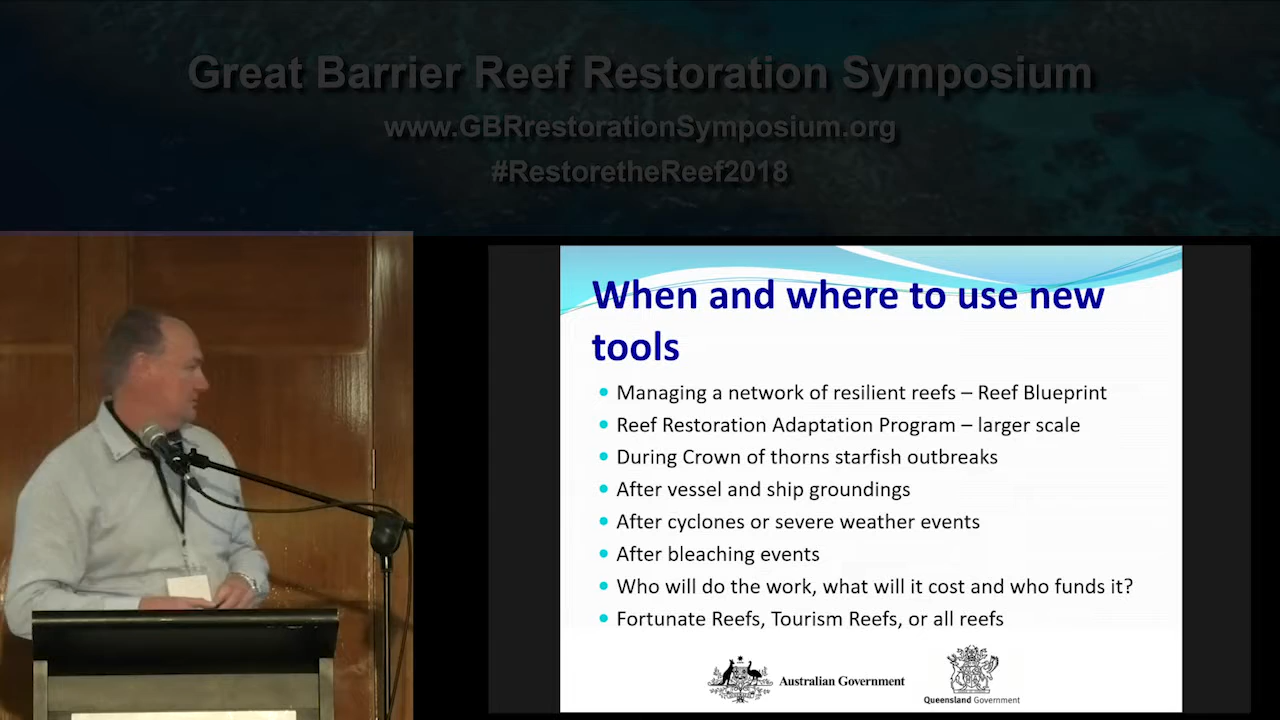 Great Barrier Reef Restoration Symposium
www.GBRrestorationSymposium.org
#RestoretheReef2018
When and where to use new
tools
Managing a network of resilient reefs – Reef Blueprint
Reef Restoration Adaptation Program – larger scale
During Crown of thorns starfish outbreaks
After vessel and ship groundings
After cyclones or severe weather events
After bleaching events
Who will do the work, what will it cost and who funds it?
Fortunate Reefs, Tourism Reefs, or all reefs
Australian Government
Queensland Government